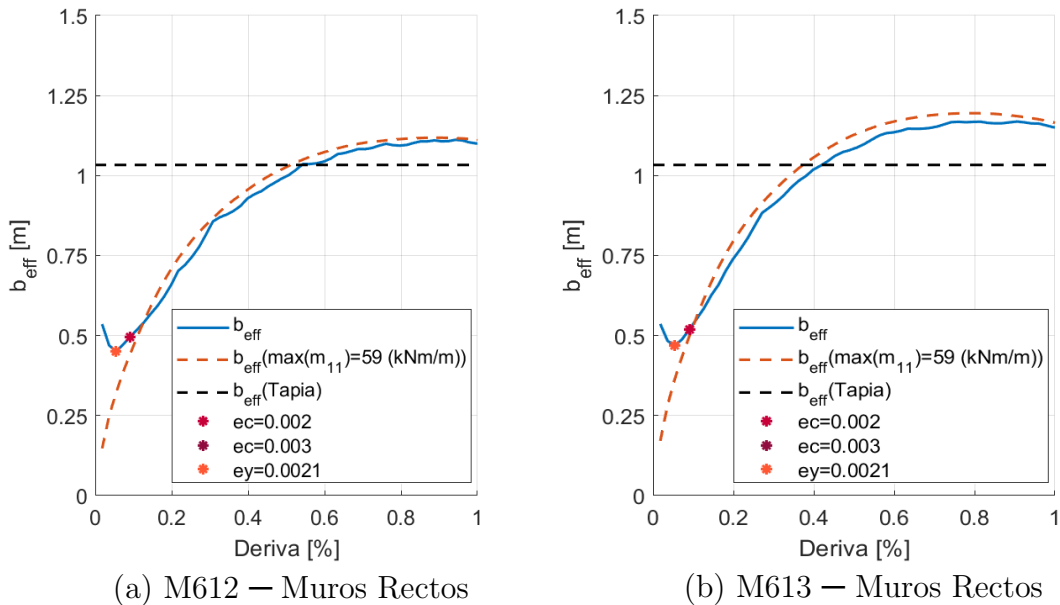 1.5
1.25
1
0.75
0.5
0.25
0
b_eff [m]
b_eff
b_eff(max(m_11)=59 (kNm/m))
b_eff(Tapia)
ec=0.002
ec=0.003
ey=0.0021
0 0.2 0.4 0.6 0.8 1
Deriva [%]
(a) M612 — Muros Rectos
1.5
1.25
1
0.75
0.5
0.25
0
b_eff [m]
b_eff
b_eff(max(m_11)=59 (kNm/m))
b_eff(Tapia)
ec=0.002
ec=0.003
ey=0.0021
0 0.2 0.4 0.6 0.8 1
Deriva [%]
(b) M613 — Muros Rectos